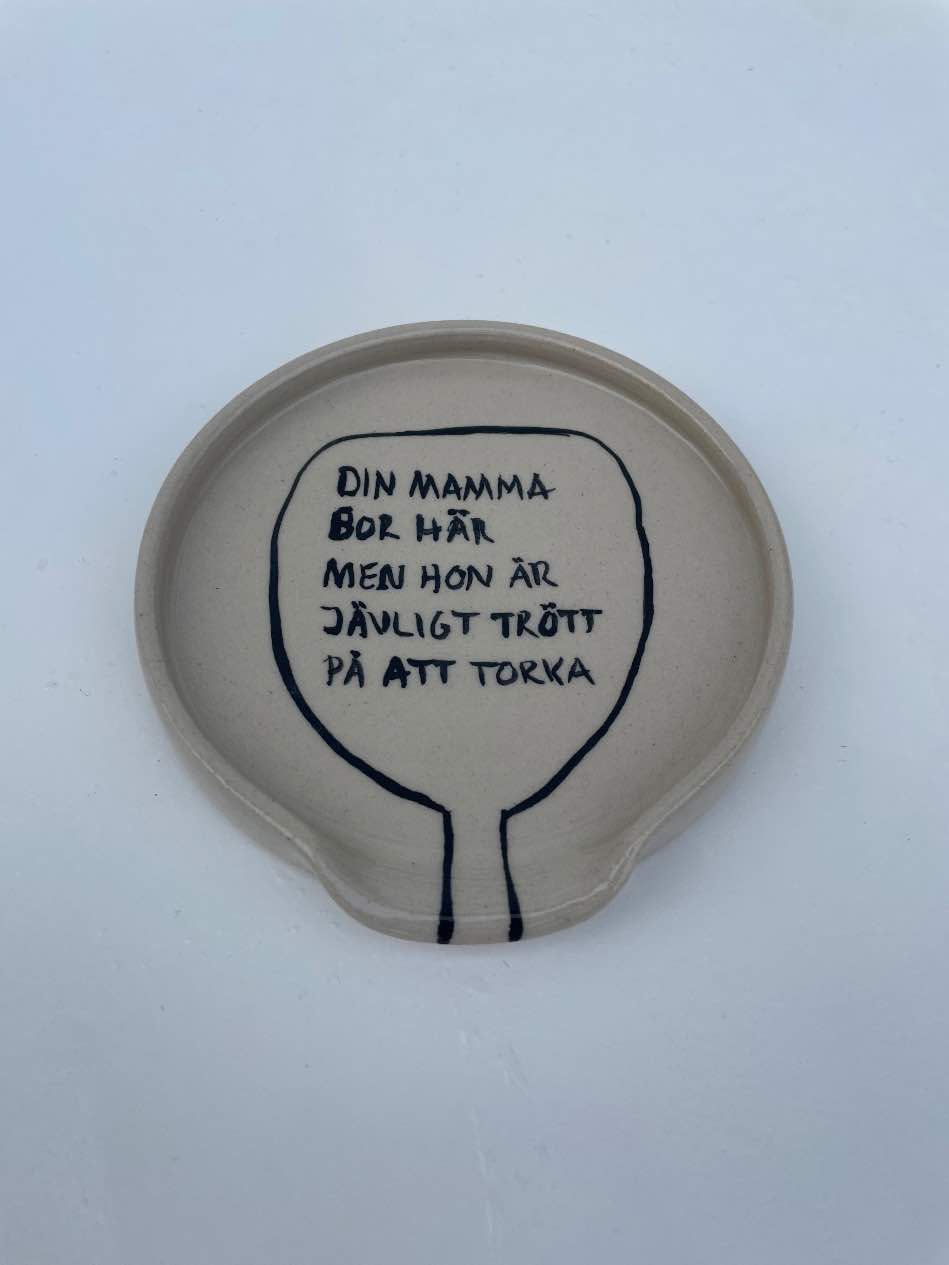 DIN MAMMA
BOR HÄR
MEN HON ÄR
JÄVLIGT TRÖTT
PÅ ATT TORKA